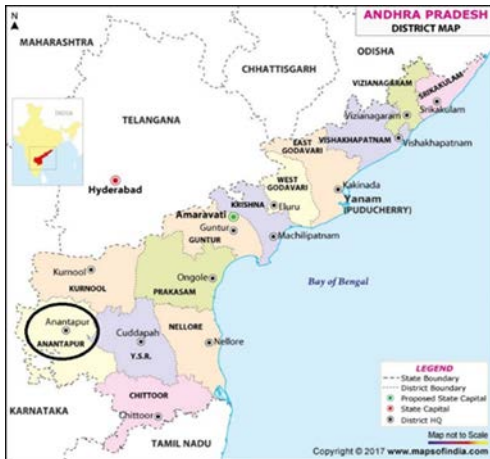 N
ANDHRA PRADESH
DISTRICT MAP
MAHARASHTRA
ODISHA
CHHATTISGARH
INDIA
TELANGANA
VIZIANAGERAM
SRIKAKULAM
Srikakulam
Vizianagaram
VISHAKHAPATNAM
Vishakhapatnam
EAST
GODAVARI
WEST
GODAVARI
Hyderabad
Kakinada
Yanam
(PUDUCHERRY)
KRISHNA
Eluru
Amaravati
Guntur
GUNTUR
Machilipatnam
Kurnool
KURNOOL
Ongole
PRAKASAM
Bay of Bengal
Anantapur
ANANTAPUR
Cuddapah
Y.S.R.
NELLORE
Nellore
CHITTOOR
Chittoor
KARNATAKA
TAMIL NADU
LEGEND
State Boundary
District Boundary
Proposed State Capital
State Capital
District HQ
Map not to Scale
Copyright © 2017 www.mapsofindia.com